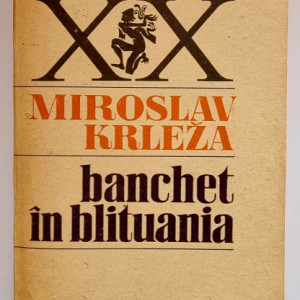 XX
MIROSLAV
KRLEŽA
banchet
în blituania